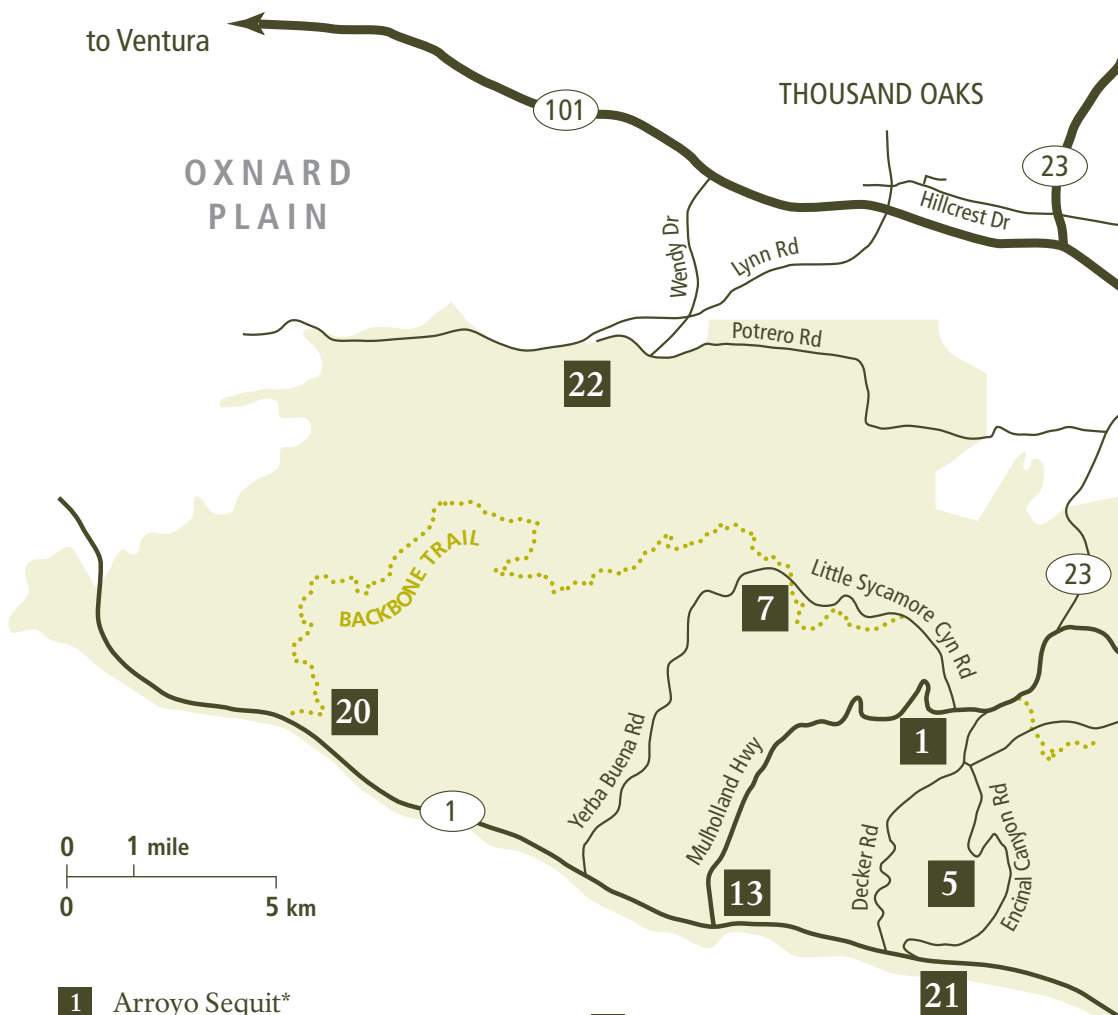 to Ventura
101
THOUSAND OAKS
23
OXNARD
PLAIN
Hillcrest Dr
Wendy Dr
Lynn Rd
Potrero Rd
22
BACKBONE TRAIL
Little Sycamore Cyn Rd
23
7
20
1
Yerba Buena Rd
Mulholland Hwy
1
Decker Rd
Encinal Canyon Rd
5
13
21
0 1 mile
0 5 km
1 Arroyo Sequit*